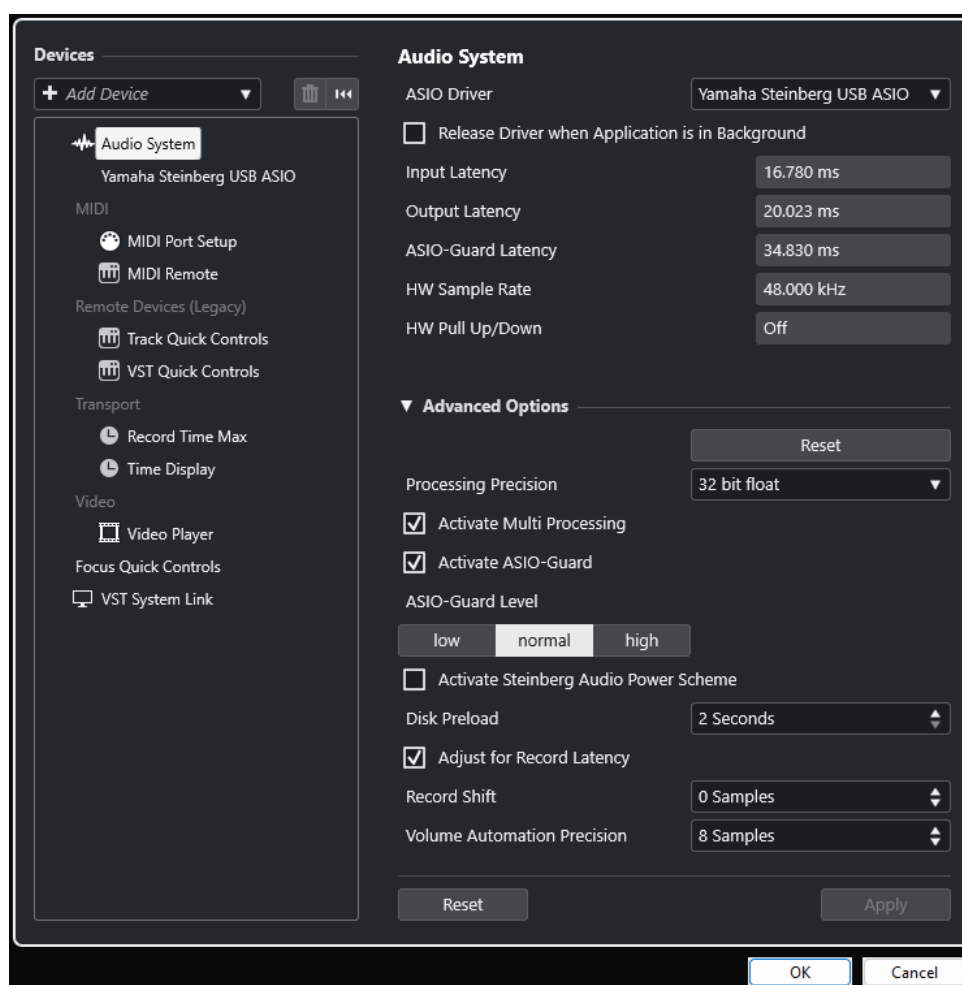 Devices
Add Device
Audio System
Yamaha Steinberg USB ASIO
MIDI
MIDI Port Setup
MIDI Remote
Remote Devices (Legacy)
Track Quick Controls
VST Quick Controls
Transport
Record Time Max
Time Display
Video
Video Player
Focus Quick Controls
VST System Link
Audio System
ASIO Driver Yamaha Steinberg USB ASIO
Release Driver when Application is in Background
Input Latency 16.780 ms
Output Latency 20.023 ms
ASIO-Guard Latency 34.830 ms
HW Sample Rate 48.000 kHz
HW Pull Up/Down Off
Advanced Options
Reset
Processing Precision 32 bit float
Activate Multi Processing
Activate ASIO-Guard
ASIO-Guard Level
low normal high
Activate Steinberg Audio Power Scheme
Disk Preload 2 Seconds
Adjust for Record Latency
Record Shift 0 Samples
Volume Automation Precision 8 Samples
Reset Apply
OK Cancel